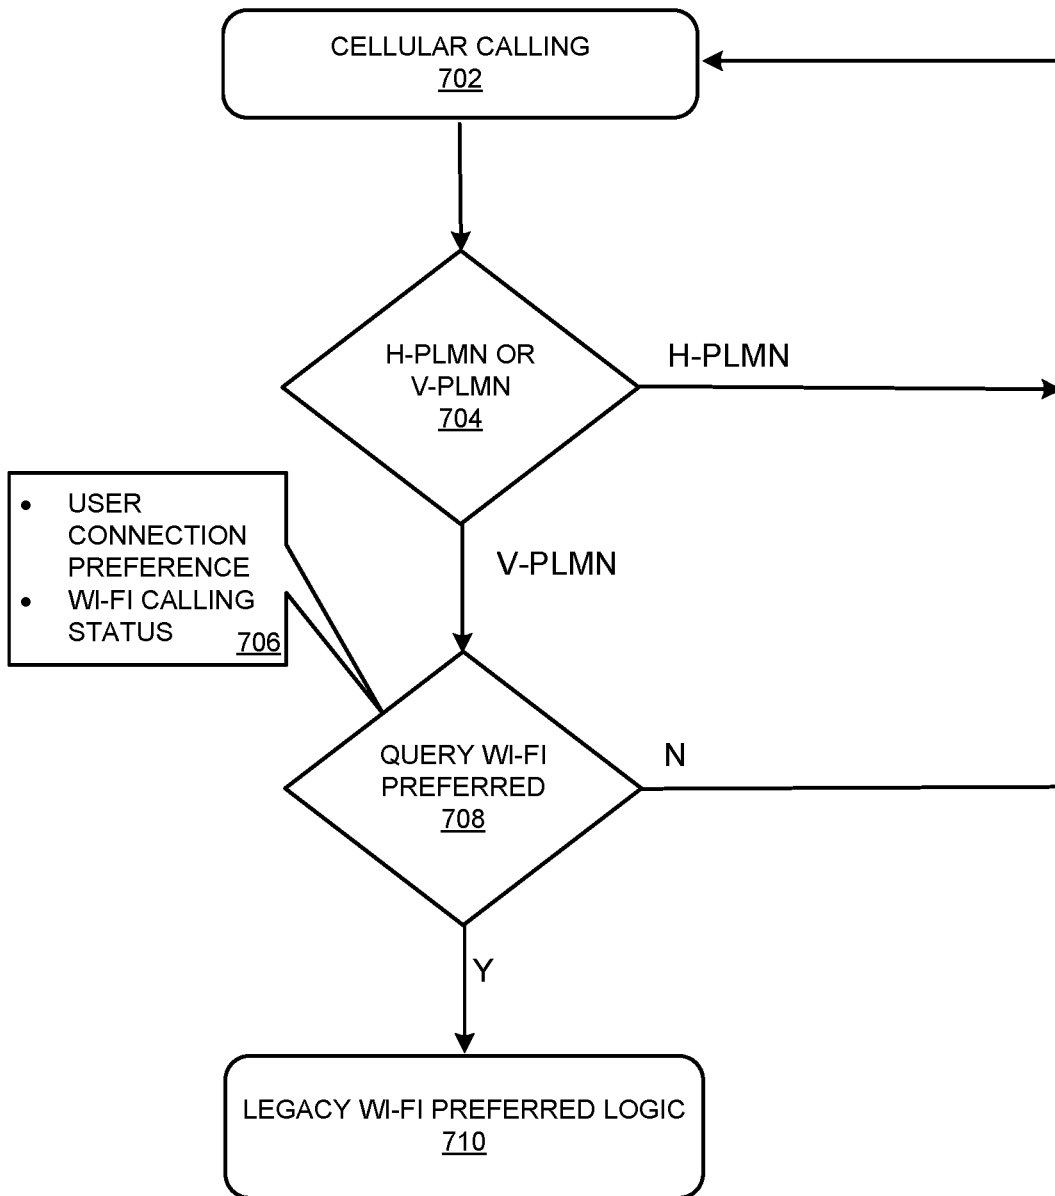 CELLULAR CALLING
702
H-PLMN OR
V-PLMN
704
H-PLMN
• USER
CONNECTION
PREFERENCE
• WI-FI CALLING
STATUS
706
V-PLMN
QUERY WI-FI
PREFERRED
708
N
Y
LEGACY WI-FI PREFERRED LOGIC
710